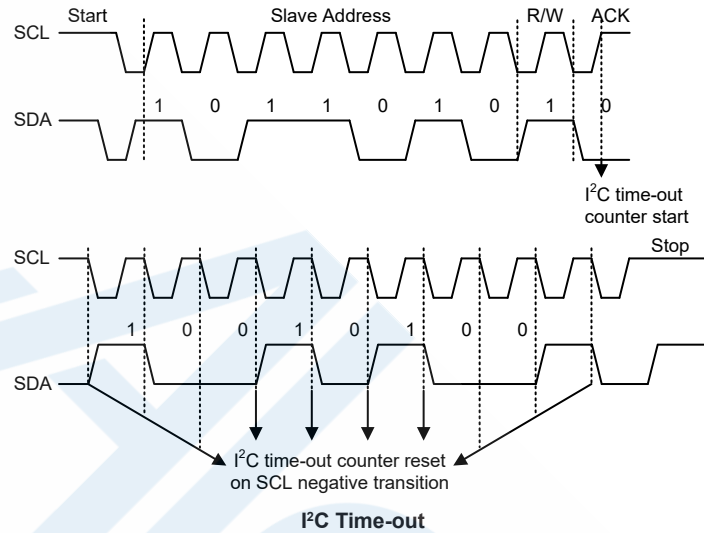 Start Slave Address R/W ACK
SCL
1 0 1 1 0 1 0 1 0
SDA
I²C time-out
counter start
Stop
SCL
1 0 0 1 0 1 0 0
SDA
I²C time-out counter reset
on SCL negative transition
I²C Time-out